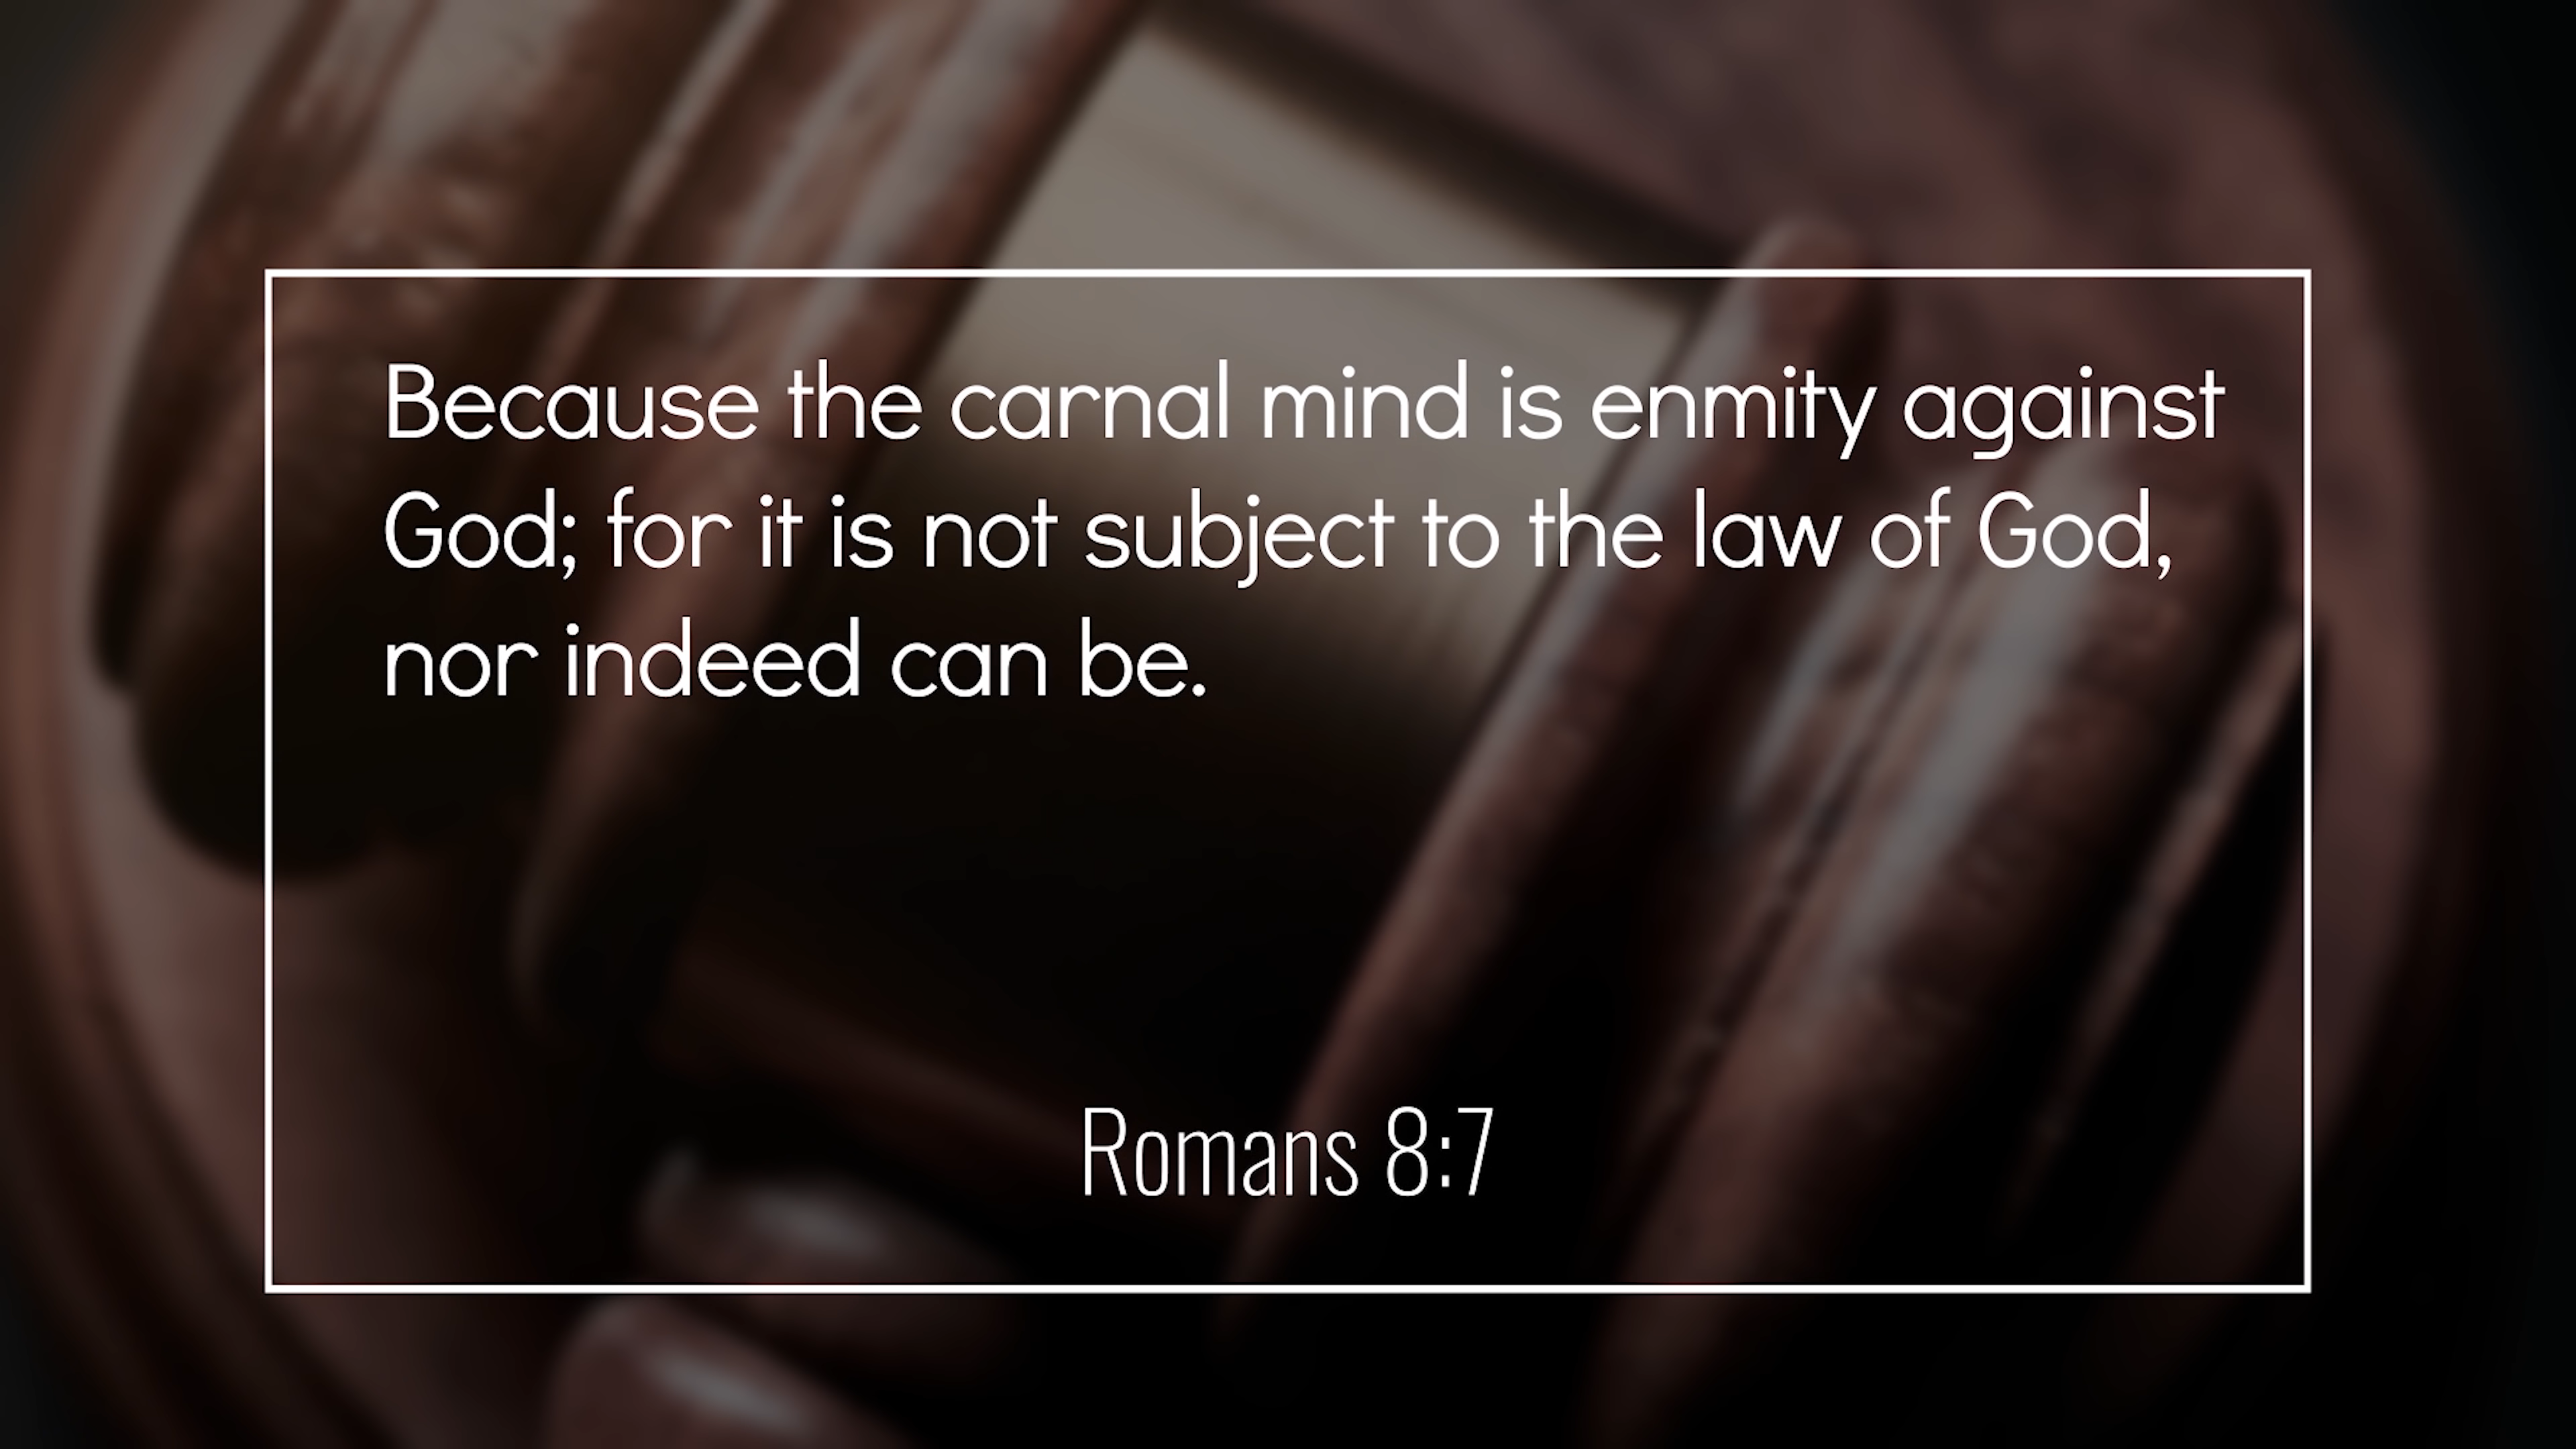 Because the carnal mind is enmity against
God; for it is not subject to the law of God,
nor indeed can be.
Romans 8:7